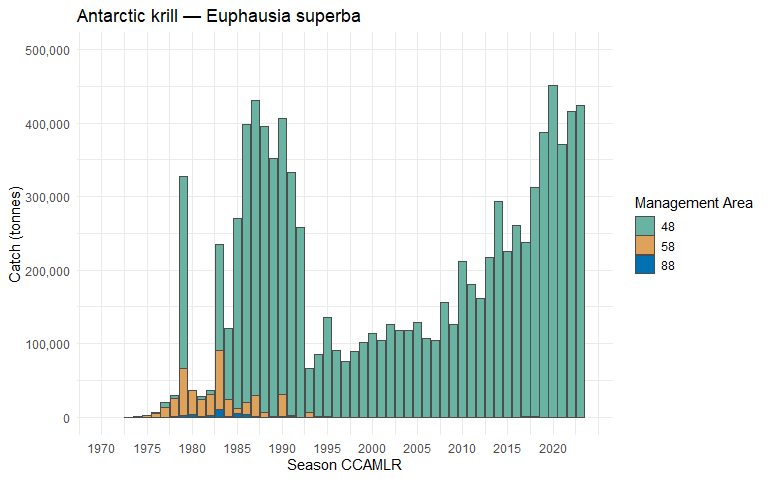 Antarctic krill — Euphausia superba
500,000
400,000
300,000
200,000
100,000
0
Catch (tonnes)
1970 1975 1980 1985 1990 1995 2000 2005 2010 2015 2020
Season CCAMLR
Management Area
48
58
88